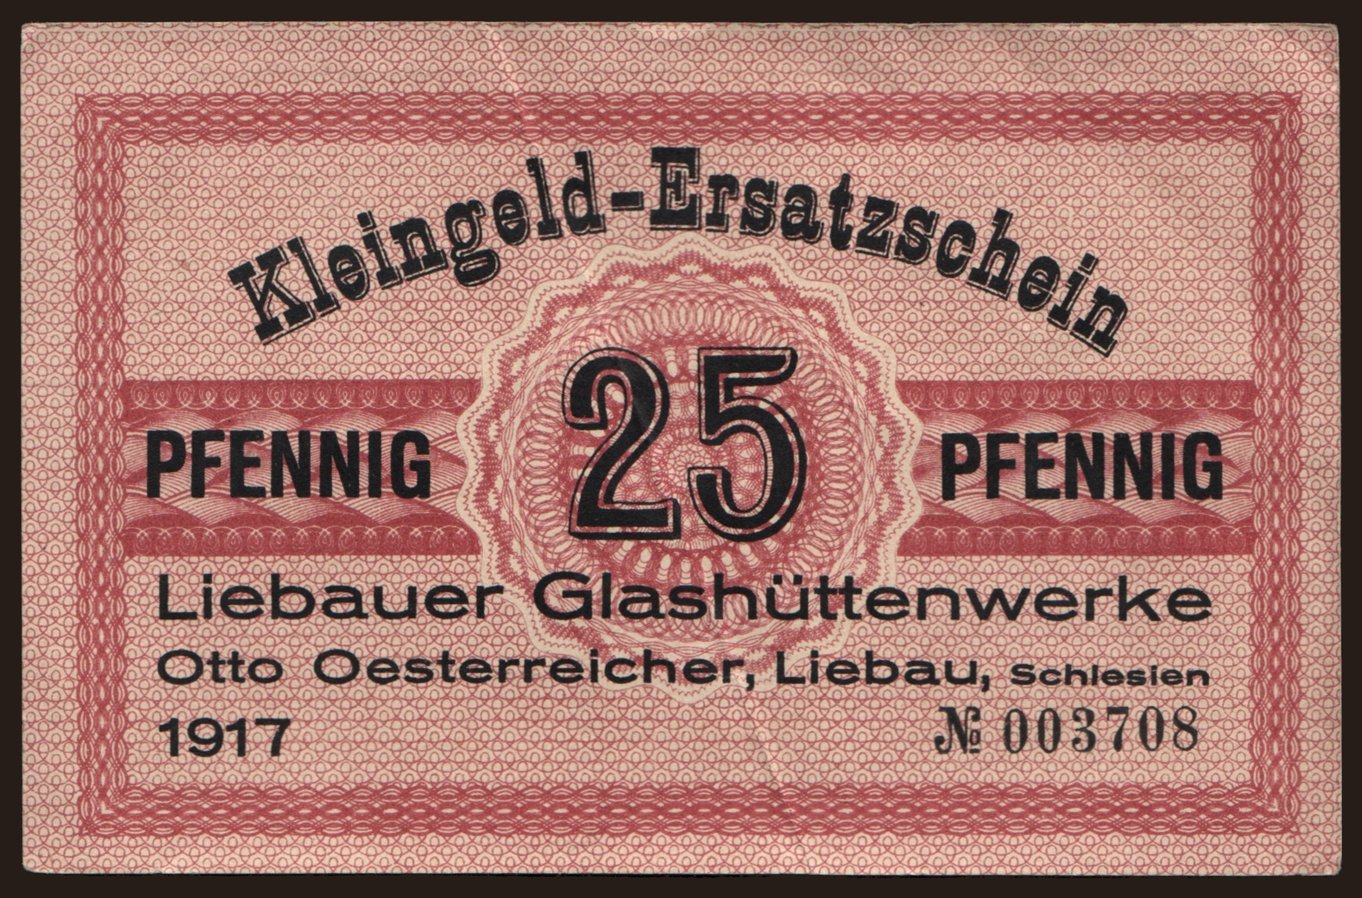 Kleingeld-Ersatzschein
PFENNIG 25 PFENNIG
Liebauer Glashüttenwerke
Otto Oesterreicher, Liebau, Schlesien
1917 № 003708